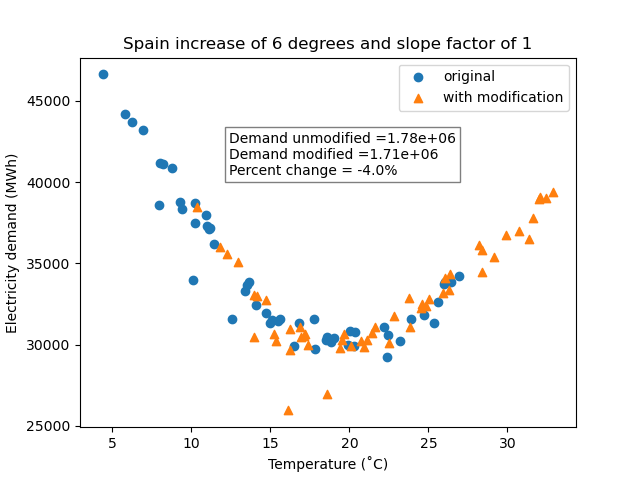 Spain increase of 6 degrees and slope factor of 1
original
with modification
Demand unmodified =1.78e+06
Demand modified =1.71e+06
Percent change = -4.0%
Electricity demand (MWh)
45000
40000
35000
30000
25000
5 10 15 20 25 30
Temperature (˚C)